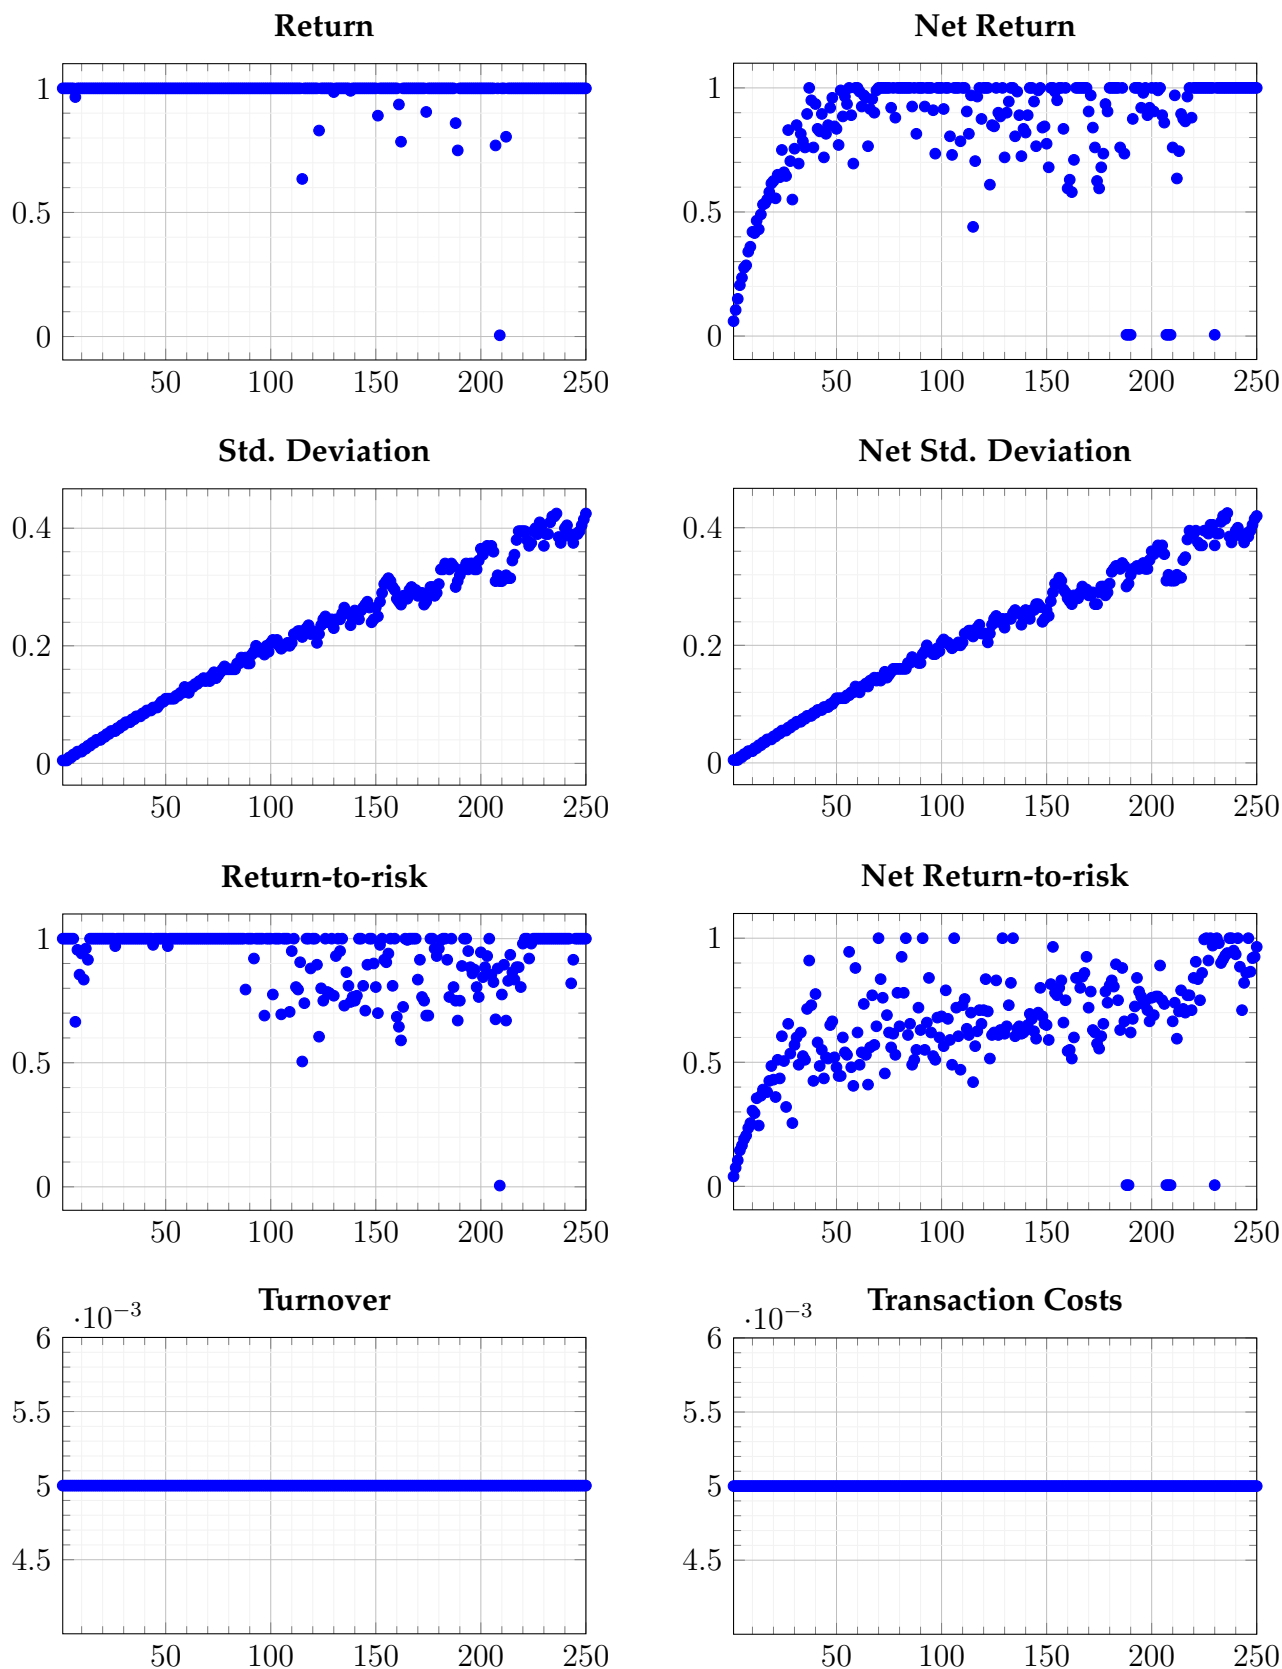 Return
Net Return
1
0.5
0
50 100 150 200 250
1
0.5
0
50 100 150 200 250
Std. Deviation
Net Std. Deviation
0.4
0.2
0
50 100 150 200 250
0.4
0.2
0
50 100 150 200 250
Return-to-risk
Net Return-to-risk
1
0.5
0
50 100 150 200 250
1
0.5
0
50 100 150 200 250
Turnover
Transaction Costs
·10⁻³
6
5.5
5
4.5
50 100 150 200 250
·10⁻³
6
5.5
5
4.5
50 100 150 200 250